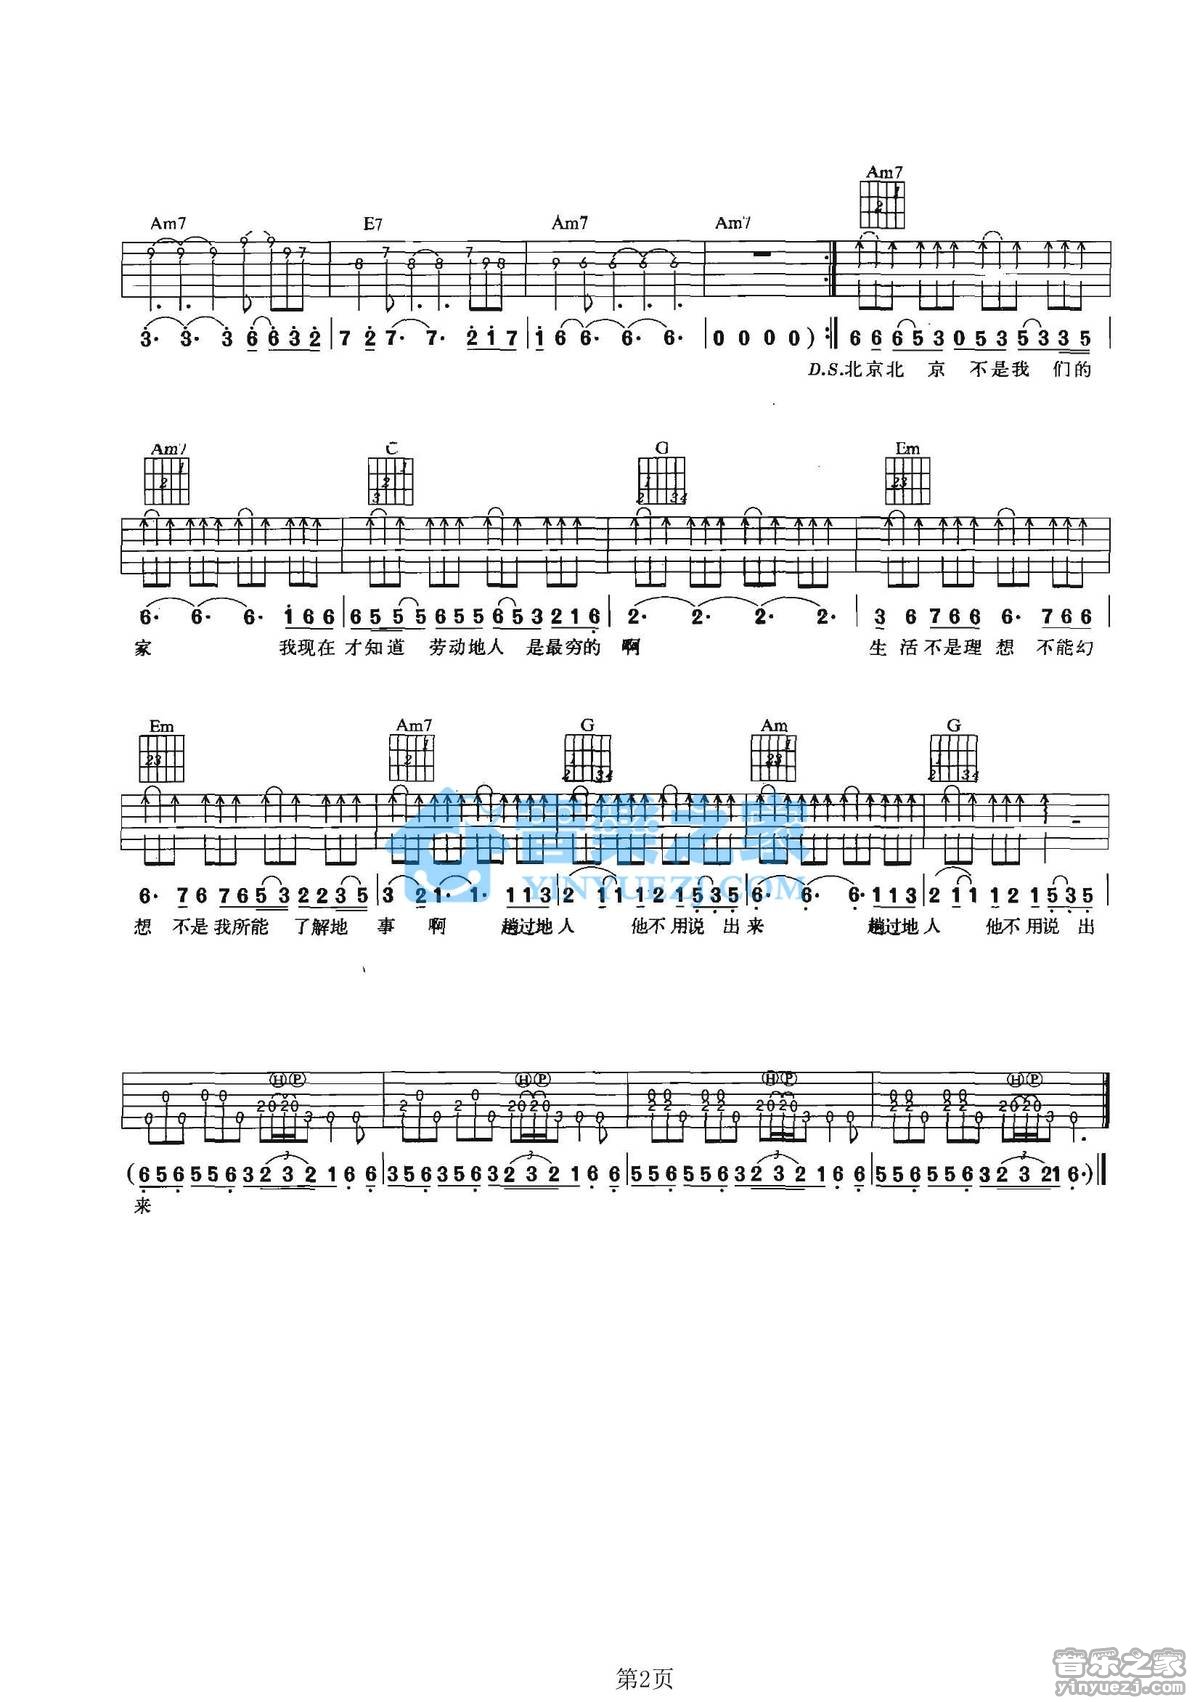 Am7
Am7 E7 Am7 Am7
3· 3· 3 6 6 3 2 | 7 2 7· 7· 2 1 7 | 1 6 6· 6· 6· | 0 0 0 0 ) :‖ 6 6 6 5 3 0 5 3 5 3 3 5 |
D.S.北京北 京 不是我 们的
Am7 C G Em
6· 6· 6· 1 6 6 | 6 5 5 5 6 5 5 6 5 3 2 1 6 | 2· 2· 2· 2· | 3 6 7 6 6 6· 7 6 6 |
家 我现在 才知道 劳动地人 是最穷的 啊 生 活不是理 想 不能幻
Em Am7 G Am G
音樂之家
YINYUEZJ.COM
6· 7 6 7 6 5 3 2 2 3 5 | 3 2 1· 1· 1 1 3 | 2 1 1 1 2 1 5 3 5 | 6· 6· 1 1 3 | 2 1 1 1 2 1 5 3 5 |
想 不是我所能 了解地 事 啊 趟过地人 他不用说 出来 趟过地人 他不用说 出
H P H P H P H P
(6 5 6 5 5 6 3 2 3 2 1 6 6 | 3 5 6 3 5 6 3 2 3 2 1 6 6 | 5 5 6 5 5 6 3 2 3 2 1 6 6 | 5 5 6 5 5 6 3 2 3 2 1 6·)‖
来
第2页
音乐之家
yinyuezj.com